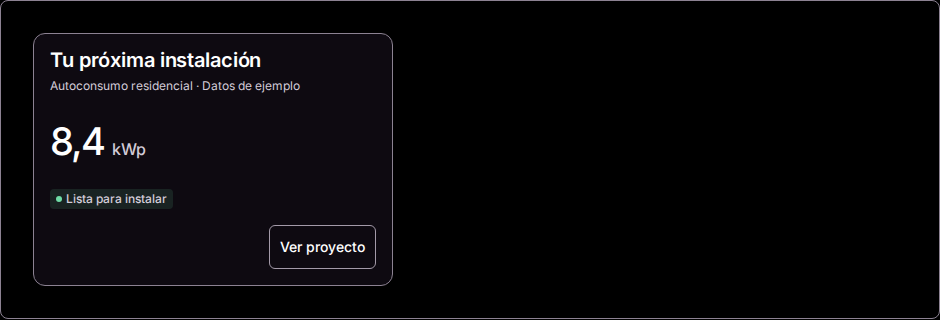 Tu próxima instalación
Autoconsumo residencial · Datos de ejemplo
8,4 kWp
Lista para instalar
Ver proyecto